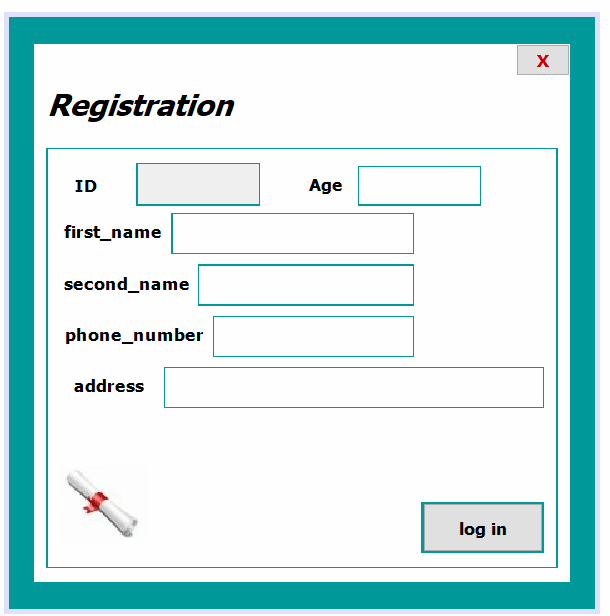 X
Registration
ID Age
first_name
second_name
phone_number
address
log in